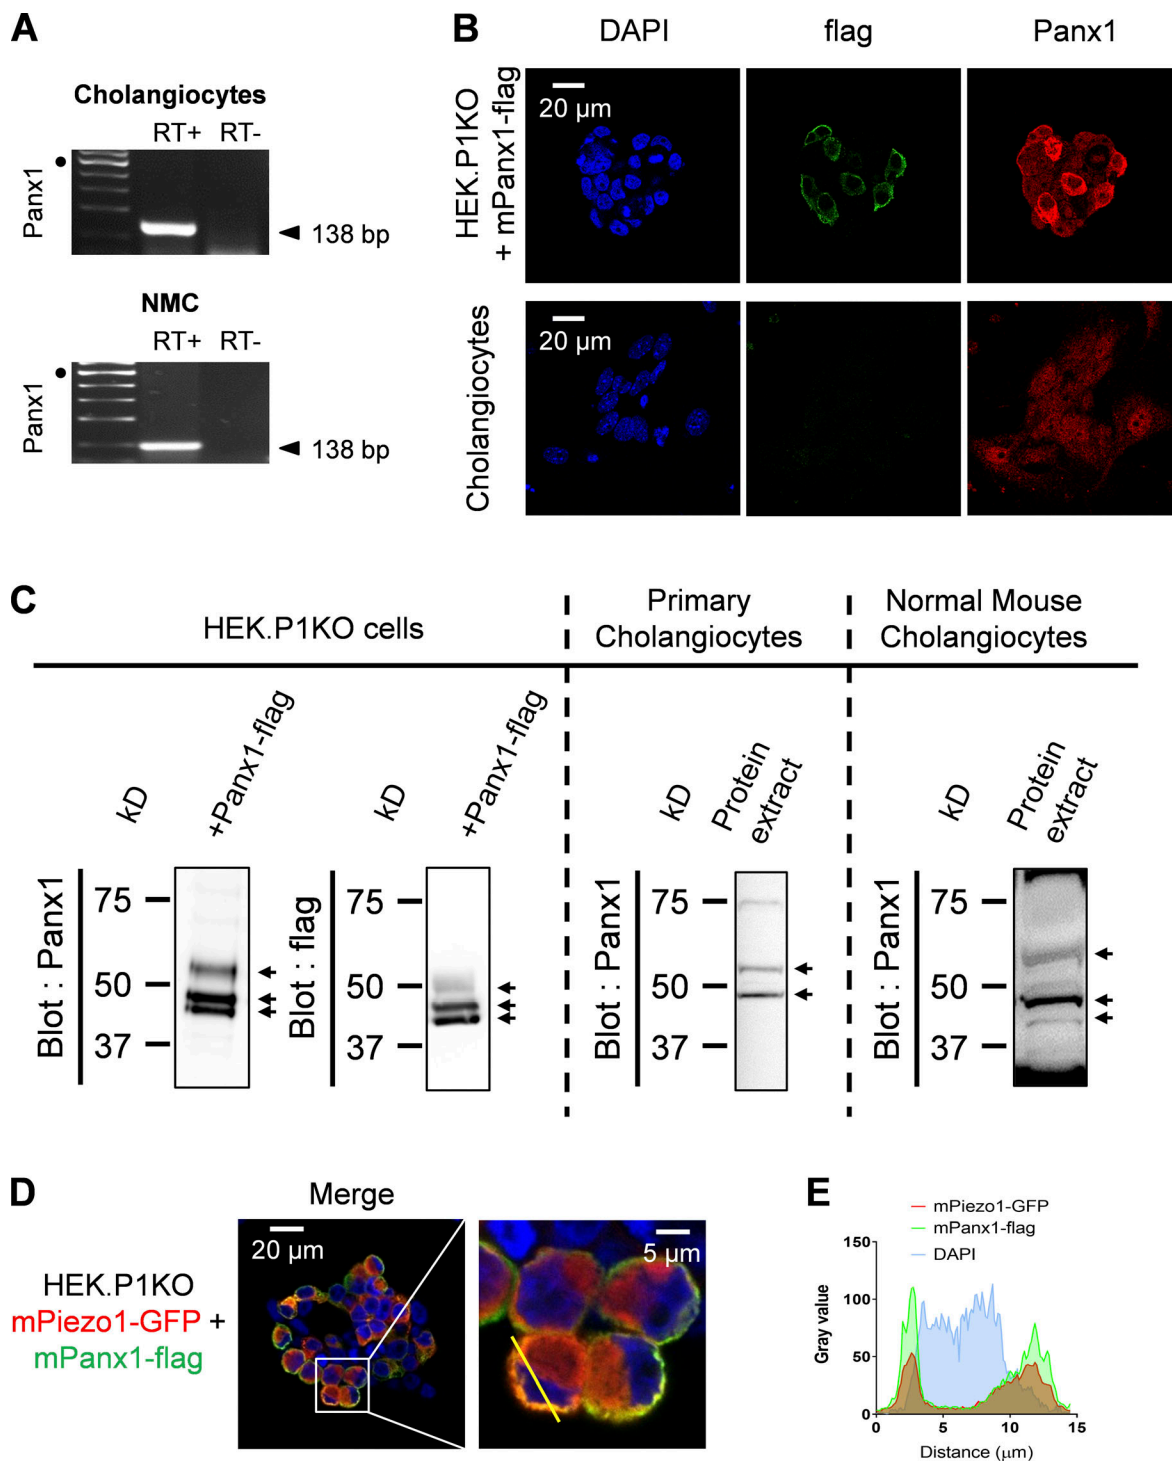 A
Cholangiocytes
RT+ RT-
Panx1
138 bp
NMC
RT+ RT-
Panx1
138 bp
B
DAPI flag Panx1
HEK.P1KO
+ mPanx1-flag
20 μm
Cholangiocytes
20 μm
C
HEK.P1KO cells
Primary
Cholangiocytes
Normal Mouse
Cholangiocytes
kD
+Panx1-flag
Blot : Panx1
75
50
37
kD
+Panx1-flag
Blot : flag
75
50
37
kD
Protein
extract
Blot : Panx1
75
50
37
kD
Protein
extract
Blot : Panx1
75
50
37
D
Merge
HEK.P1KO
mPiezo1-GFP +
mPanx1-flag
20 μm
5 μm
E
mPiezo1-GFP
mPanx1-flag
DAPI
Gray value
150
100
50
0
0 5 10 15
Distance (μm)